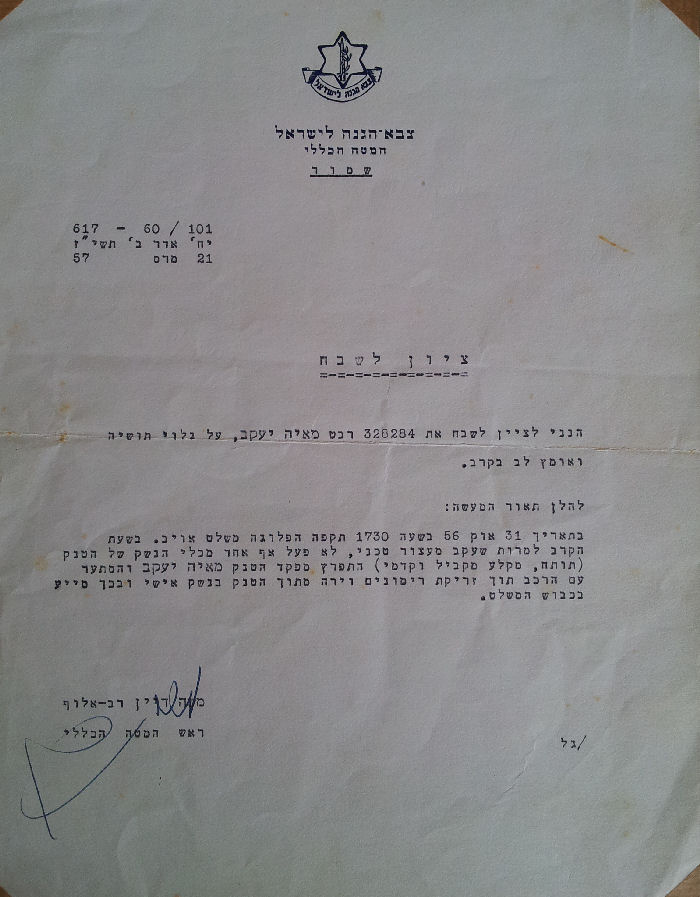 צבא הגנה לישראל
צבא־הגנה לישראל
המטה הכללי
שמור
617 - 60 / 101
יח' אדר ב' תשי"ז
21 מרס 57
ציון לשבח
הנני לציין לשבח את 328284 רבט מאיה יעקב, על גלוי תושיה
ואומץ לב בקרב.
להלן תאור המעשה:
בתאריך 31 אוק 56 בשעה 1730 תקפה הפלוגה משלט אויב. בשעת
הקרב למרות שעקב מעצור טכני, לא פעל אף אחד מכלי הנשק של הטנק
(תותח, מקלע מקביל וקדמי) התפרץ מפקד הטנק מאיה יעקב והסתער
עם הרכב תוך זריקת רימונים וירה מתוך הטנק בנשק אישי ובכך סייע
בכבוש המשלט.
משה דיין רב-אלוף
ראש המטה הכללי
/גל